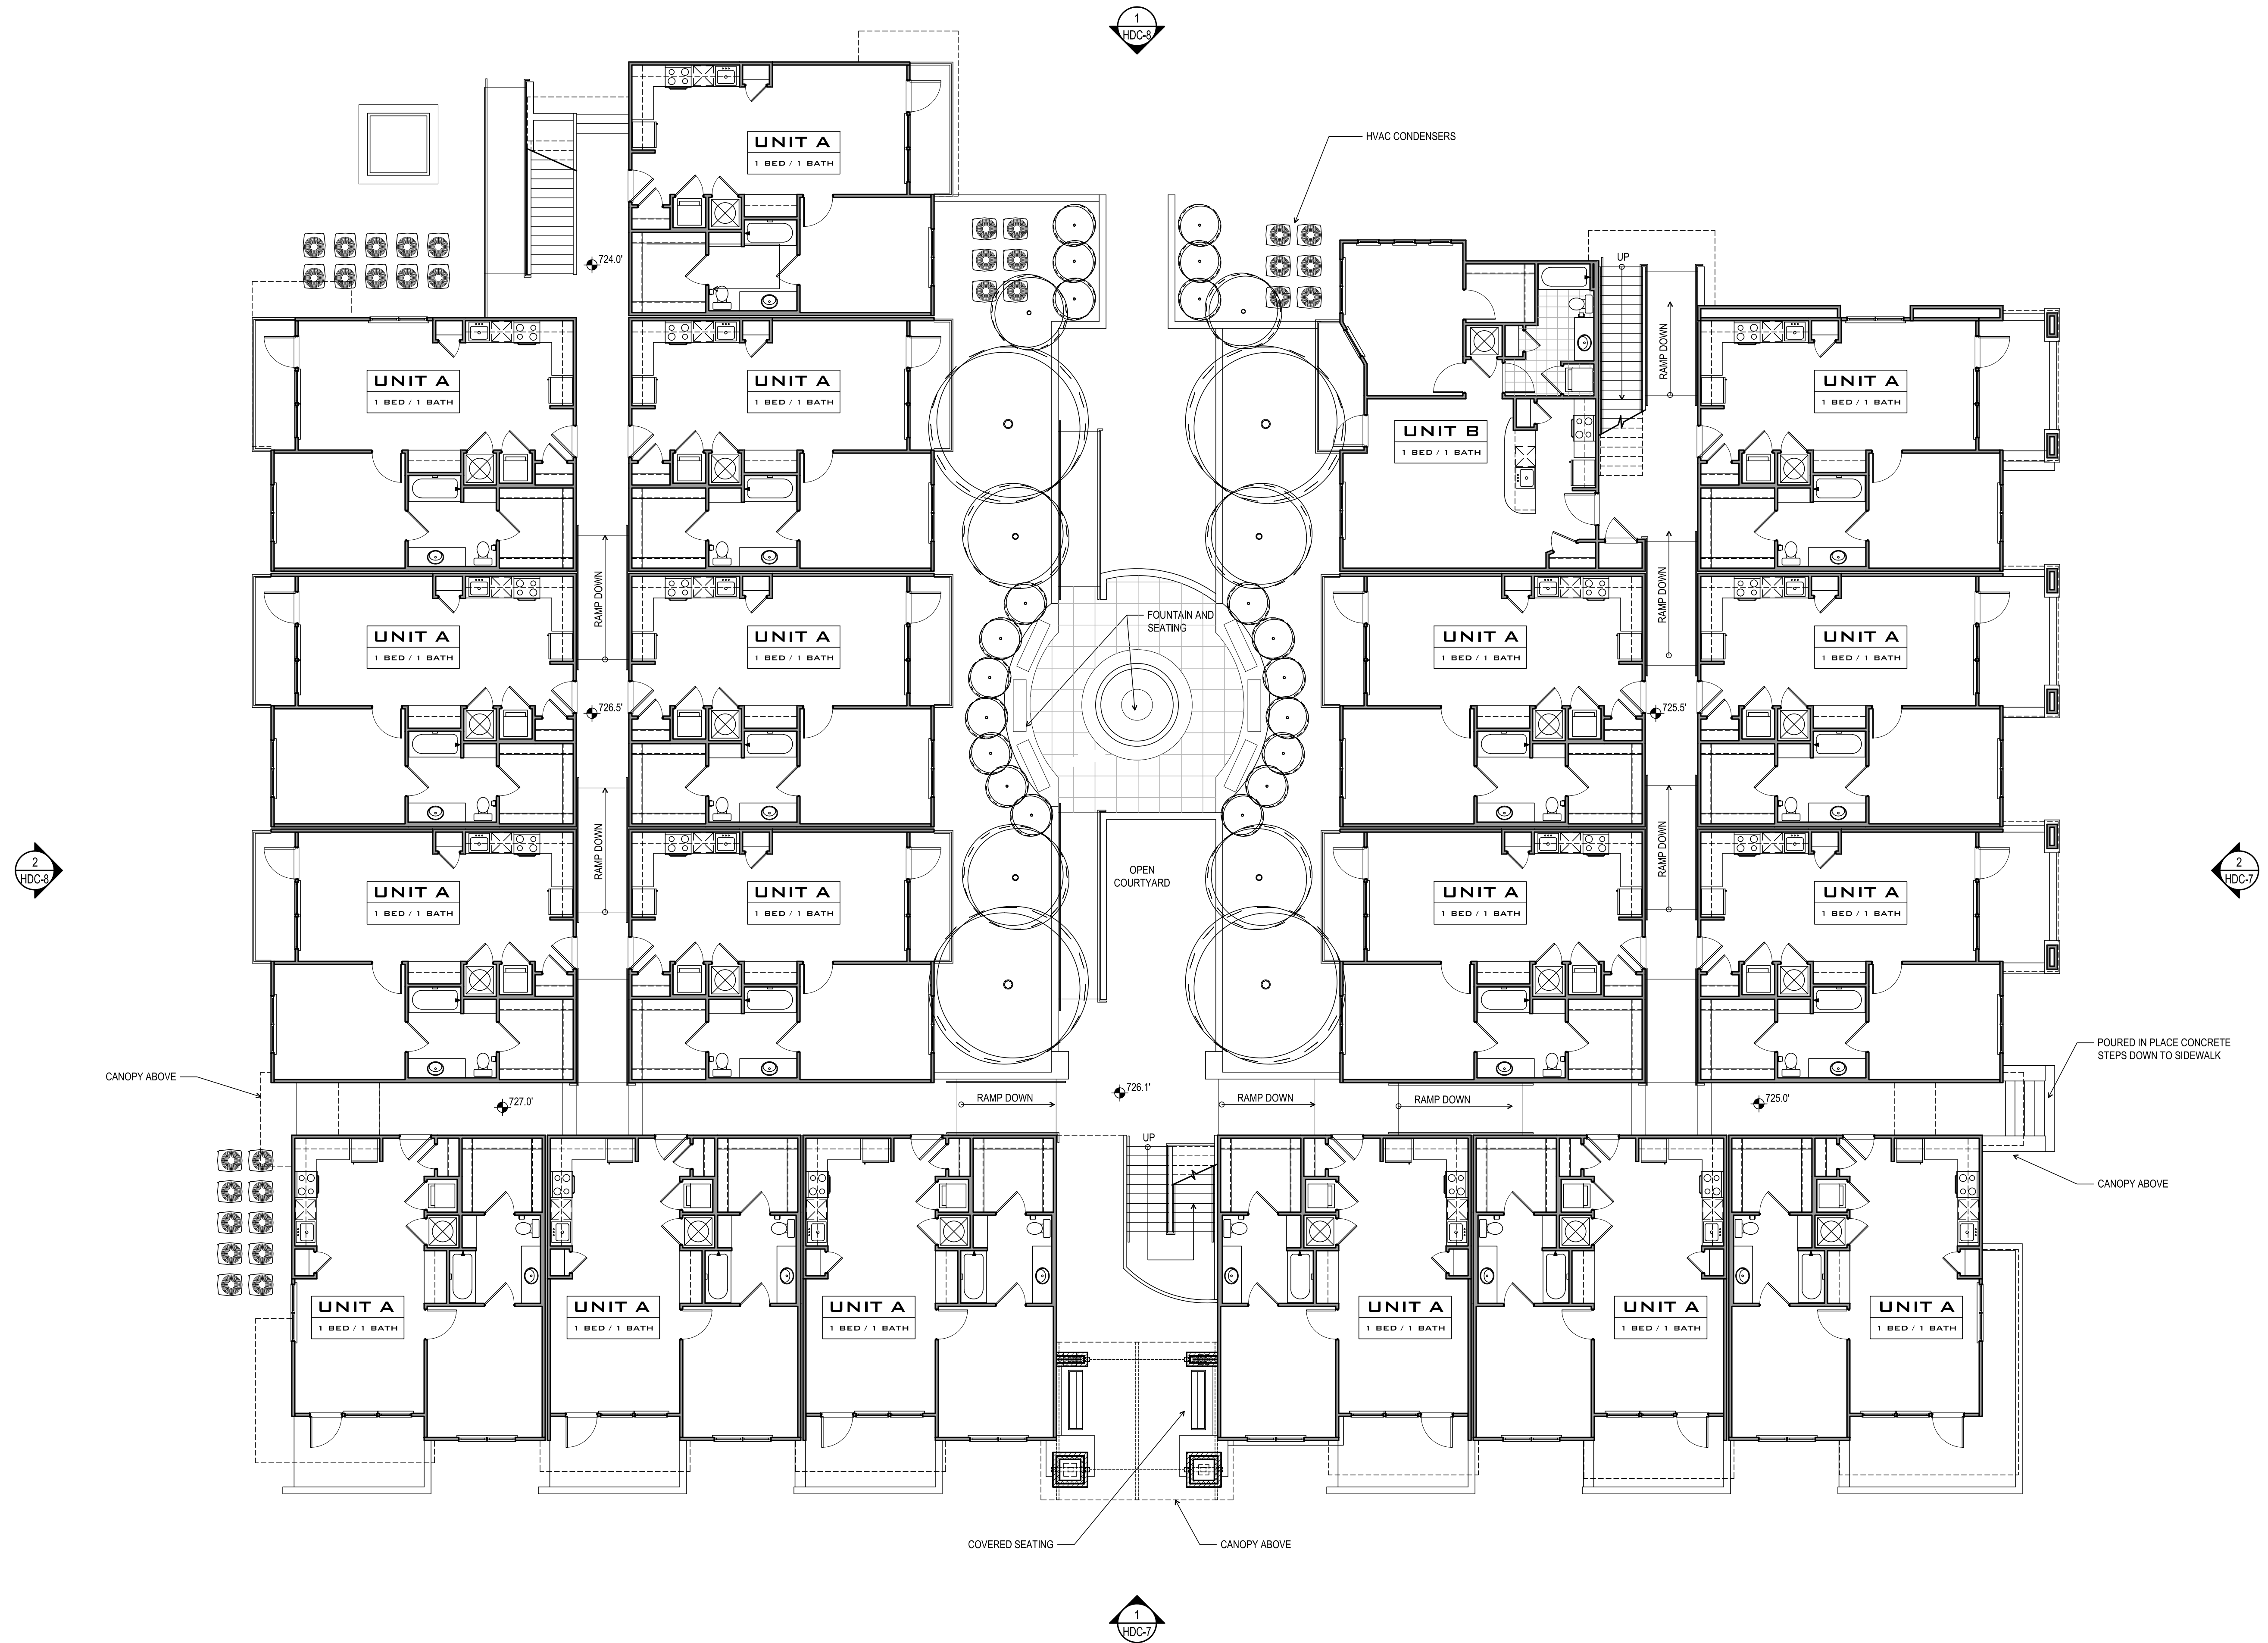 1
HDC-8
HVAC CONDENSERS
UNIT A
1 BED / 1 BATH
724.0'
UP
RAMP DOWN
UNIT A
1 BED / 1 BATH
UNIT A
1 BED / 1 BATH
UNIT B
1 BED / 1 BATH
UNIT A
1 BED / 1 BATH
RAMP DOWN
RAMP DOWN
FOUNTAIN AND
SEATING
UNIT A
1 BED / 1 BATH
UNIT A
1 BED / 1 BATH
UNIT A
1 BED / 1 BATH
UNIT A
1 BED / 1 BATH
726.5'
725.5'
RAMP DOWN
RAMP DOWN
2
HDC-8
OPEN
COURTYARD
2
HDC-7
UNIT A
1 BED / 1 BATH
UNIT A
1 BED / 1 BATH
UNIT A
1 BED / 1 BATH
UNIT A
1 BED / 1 BATH
POURED IN PLACE CONCRETE
STEPS DOWN TO SIDEWALK
CANOPY ABOVE
727.0'
RAMP DOWN
726.1'
RAMP DOWN
RAMP DOWN
725.0'
UP
CANOPY ABOVE
UNIT A
1 BED / 1 BATH
UNIT A
1 BED / 1 BATH
UNIT A
1 BED / 1 BATH
UNIT A
1 BED / 1 BATH
UNIT A
1 BED / 1 BATH
UNIT A
1 BED / 1 BATH
COVERED SEATING
CANOPY ABOVE
1
HDC-7